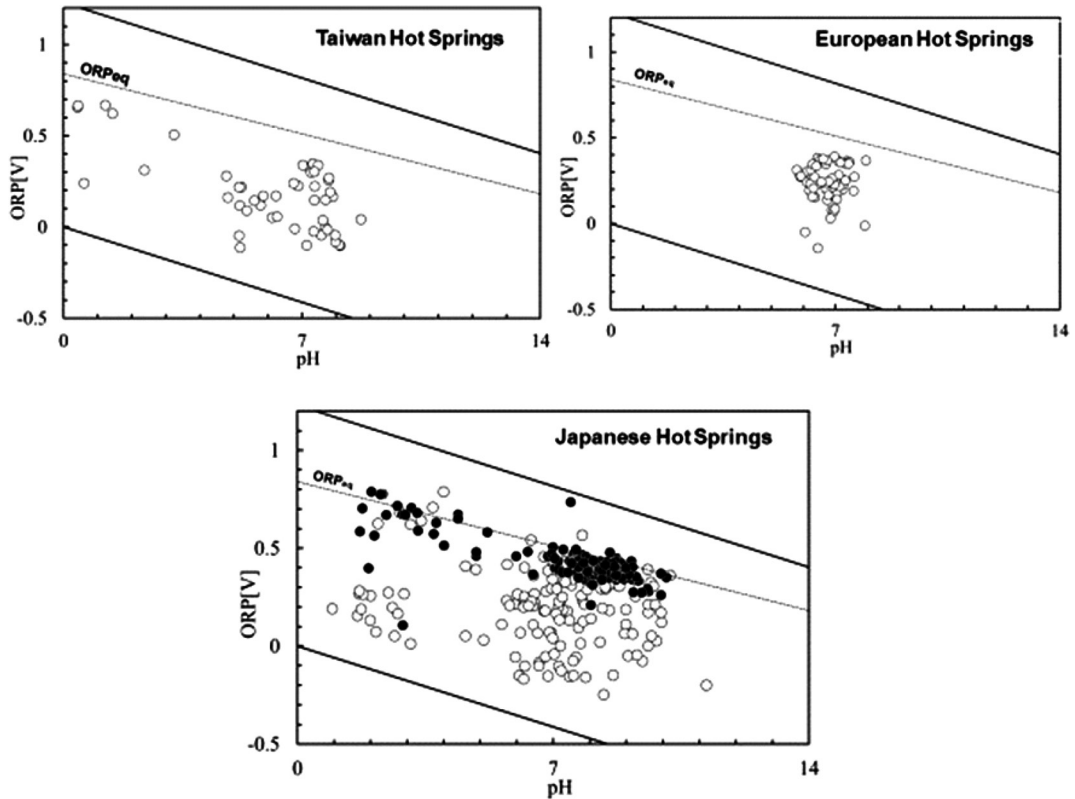 Taiwan Hot Springs
ORPeq
1
0.5
0
-0.5
ORP[V]
0
7
14
pH
European Hot Springs
ORPeq
1
0.5
0
-0.5
ORP[V]
0
7
14
pH
Japanese Hot Springs
ORPeq
1
0.5
0
-0.5
ORP[V]
0
7
14
pH